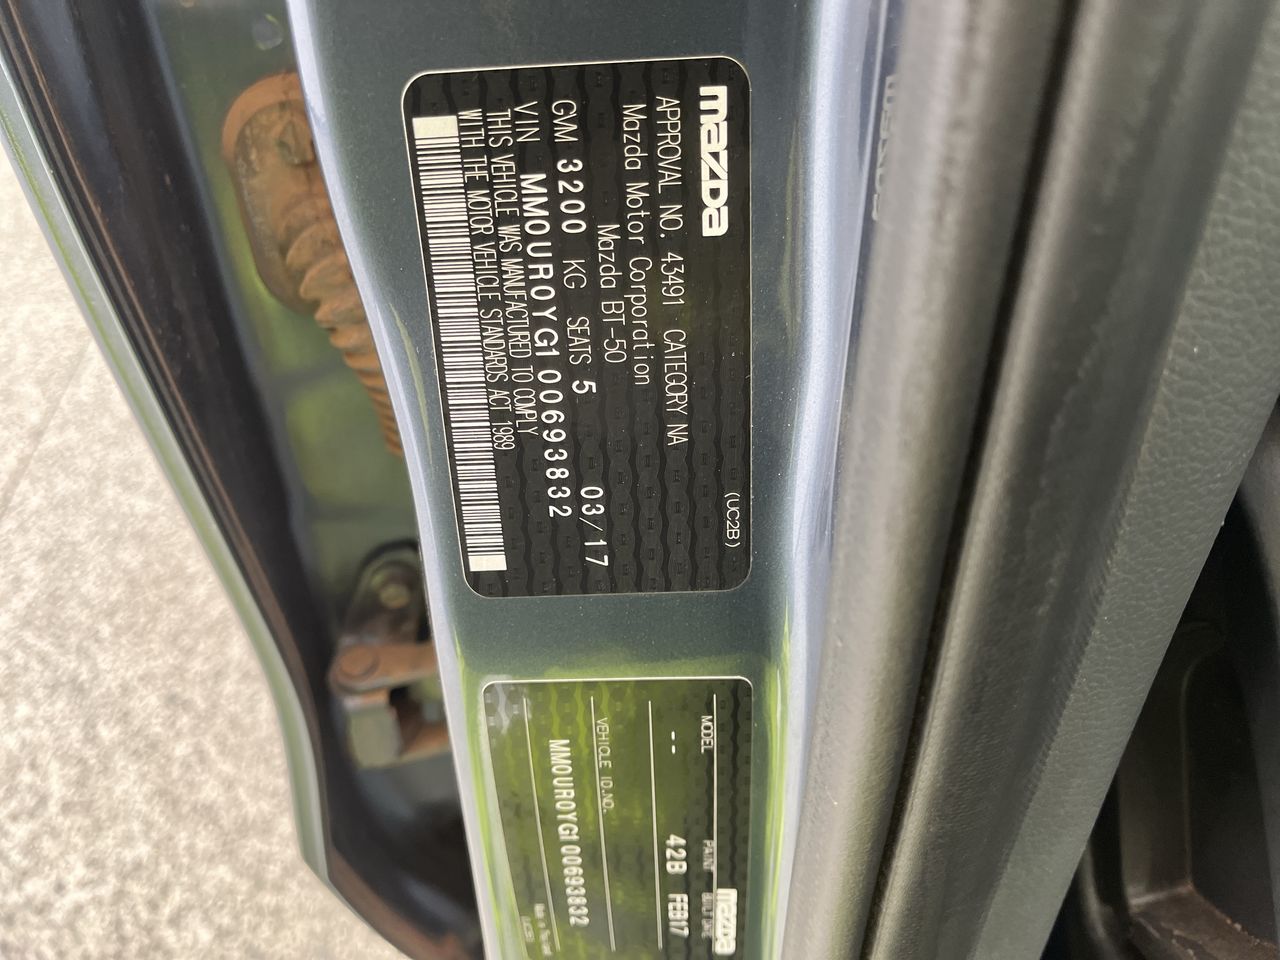 mazda
(UC2B)
APPROVAL NO. 43491 CATEGORY NA
Mazda Motor Corporation
Mazda BT-50
GVM 3200 KG SEATS 5 03/17
VIN MM0UR0YG100693832
THIS VEHICLE WAS MANUFACTURED TO COMPLY
WITH THE MOTOR VEHICLE STANDARDS ACT 1989
mazda
MODEL PAINT BUILT DATE
-- 42B FEB17
VEHICLE ID.NO.
MM0UR0YG100693832